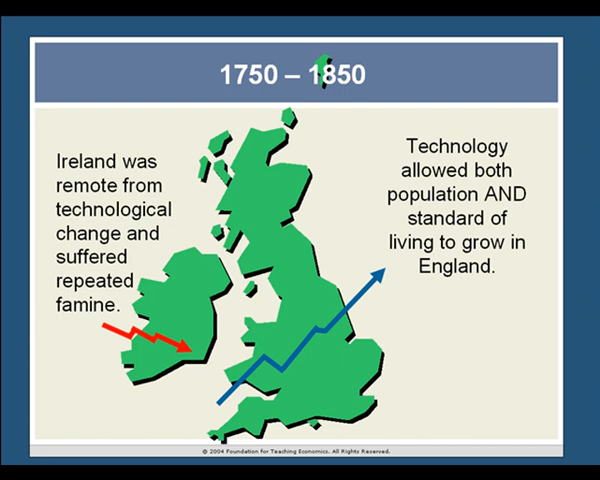 1750 – 1850
Ireland was
remote from
technological
change and
suffered
repeated
famine.
Technology
allowed both
population AND
standard of
living to grow in
England.
© 2004 Foundation for Teaching Economics. All Rights Reserved.